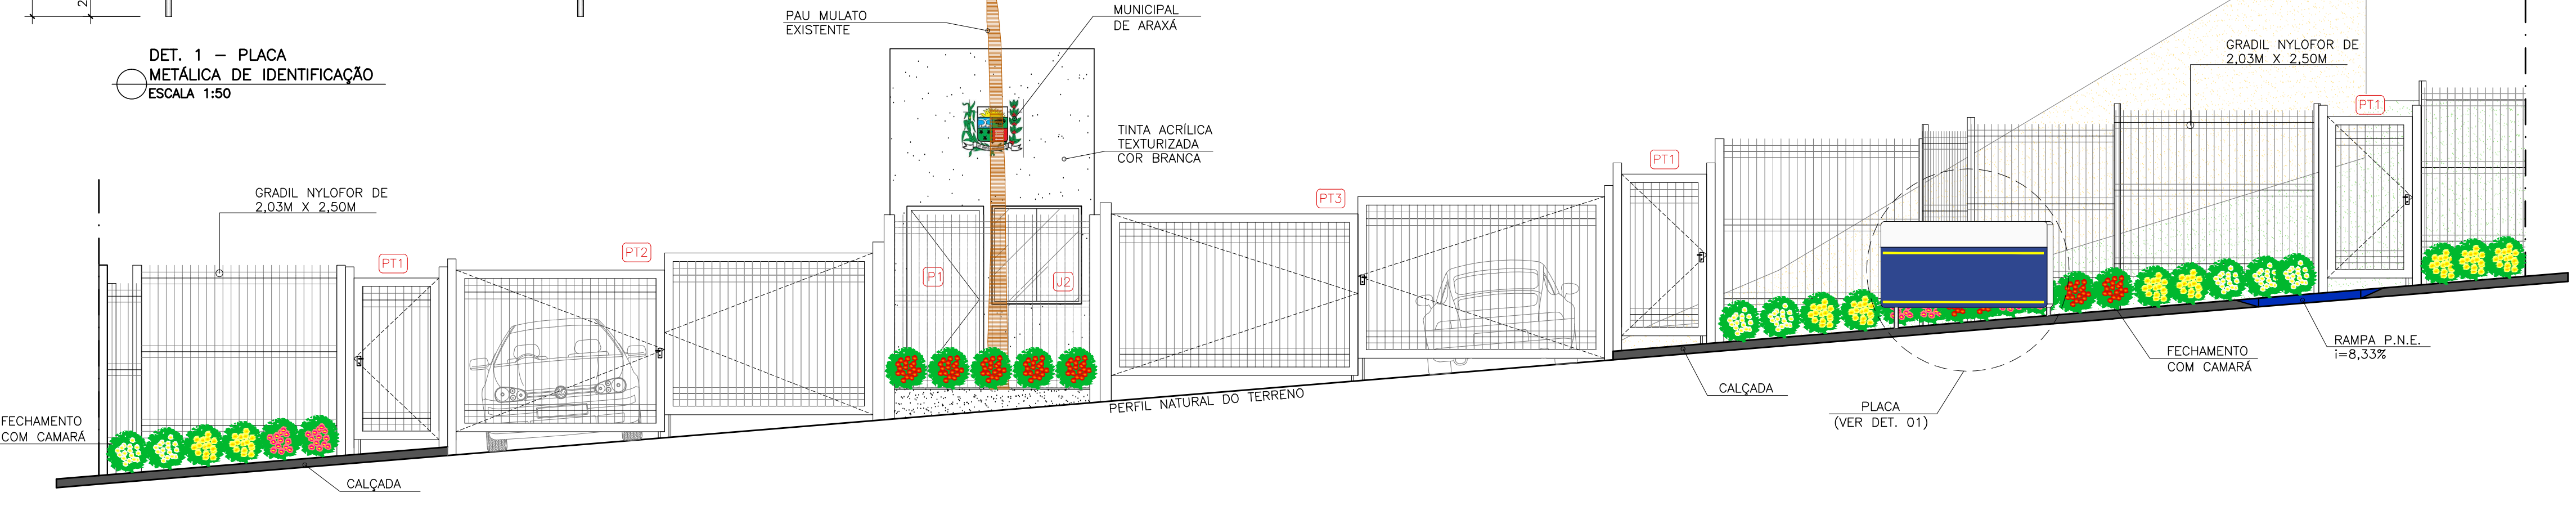 2
DET. 1 – PLACA
METÁLICA DE IDENTIFICAÇÃO
ESCALA 1:50
PAU MULATO
EXISTENTE
MUNICIPAL
DE ARAXÁ
TINTA ACRÍLICA
TEXTURIZADA
COR BRANCA
GRADIL NYLOFOR DE
2,03M X 2,50M
PT1
PT2
P1
J2
PT3
PT1
GRADIL NYLOFOR DE
2,03M X 2,50M
PT1
FECHAMENTO
COM CAMARÁ
CALÇADA
PERFIL NATURAL DO TERRENO
CALÇADA
PLACA
(VER DET. 01)
FECHAMENTO
COM CAMARÁ
RAMPA P.N.E.
i=8,33%